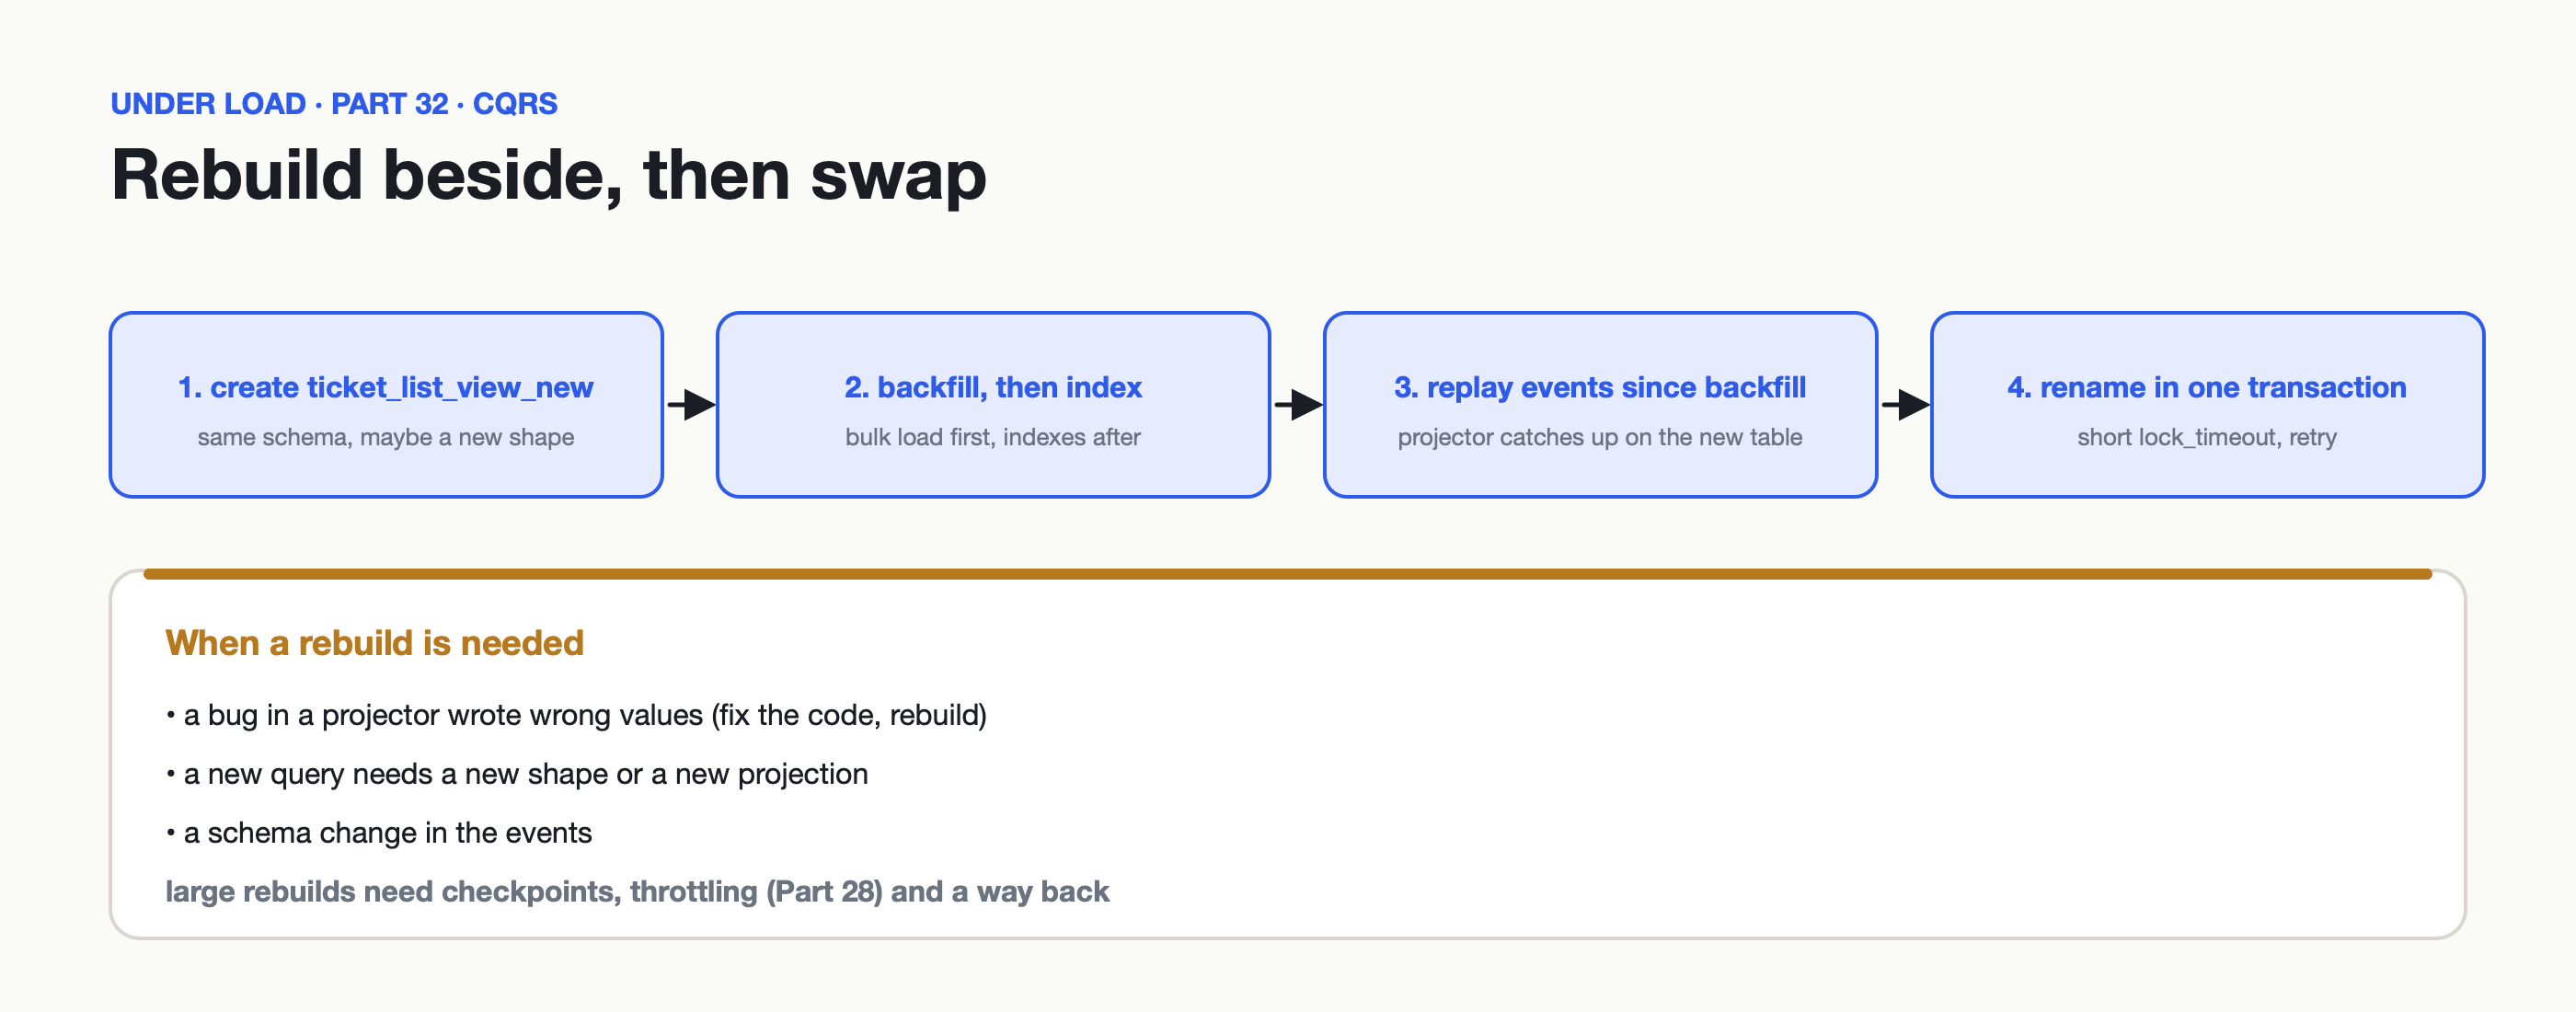 UNDER LOAD · PART 32 · CQRS
Rebuild beside, then swap
1. create ticket_list_view_new
same schema, maybe a new shape
2. backfill, then index
bulk load first, indexes after
3. replay events since backfill
projector catches up on the new table
4. rename in one transaction
short lock_timeout, retry
When a rebuild is needed
• a bug in a projector wrote wrong values (fix the code, rebuild)
• a new query needs a new shape or a new projection
• a schema change in the events
large rebuilds need checkpoints, throttling (Part 28) and a way back